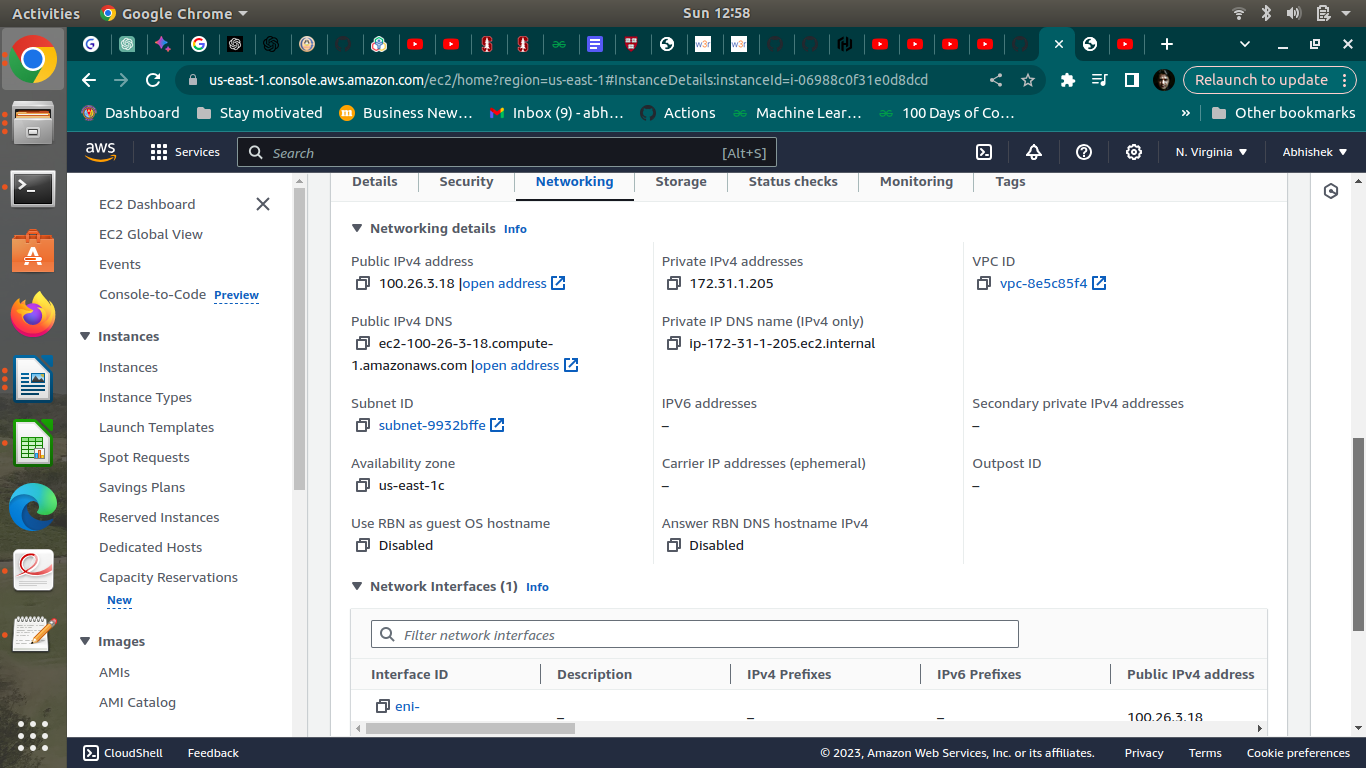 Activities
Google Chrome
Sun 12:58
us-east-1.console.aws.amazon.com/ec2/home?region=us-east-1#InstanceDetails:instanceId=i-06988c0f31e0d8dcd
Relaunch to update
Dashboard
Stay motivated
Business New…
Inbox (9) - abh…
Actions
Machine Lear…
100 Days of Co…
»
Other bookmarks
aws
Services
Search
[Alt+S]
N. Virginia
Abhishek
EC2 Dashboard
EC2 Global View
Events
Console-to-Code Preview
Instances
Instances
Instance Types
Launch Templates
Spot Requests
Savings Plans
Reserved Instances
Dedicated Hosts
Capacity Reservations
New
Images
AMIs
AMI Catalog
Details
Security
Networking
Storage
Status checks
Monitoring
Tags
Networking details Info
Public IPv4 address
100.26.3.18 |open address
Private IPv4 addresses
172.31.1.205
VPC ID
vpc-8e5c85f4
Public IPv4 DNS
ec2-100-26-3-18.compute-
1.amazonaws.com |open address
Private IP DNS name (IPv4 only)
ip-172-31-1-205.ec2.internal
Subnet ID
subnet-9932bffe
IPV6 addresses
–
Secondary private IPv4 addresses
–
Availability zone
us-east-1c
Carrier IP addresses (ephemeral)
–
Outpost ID
–
Use RBN as guest OS hostname
Disabled
Answer RBN DNS hostname IPv4
Disabled
Network Interfaces (1) Info
Filter network interfaces
Interface ID
Description
IPv4 Prefixes
IPv6 Prefixes
Public IPv4 address
eni-
–
–
–
100.26.3.18
CloudShell
Feedback
© 2023, Amazon Web Services, Inc. or its affiliates.
Privacy
Terms
Cookie preferences